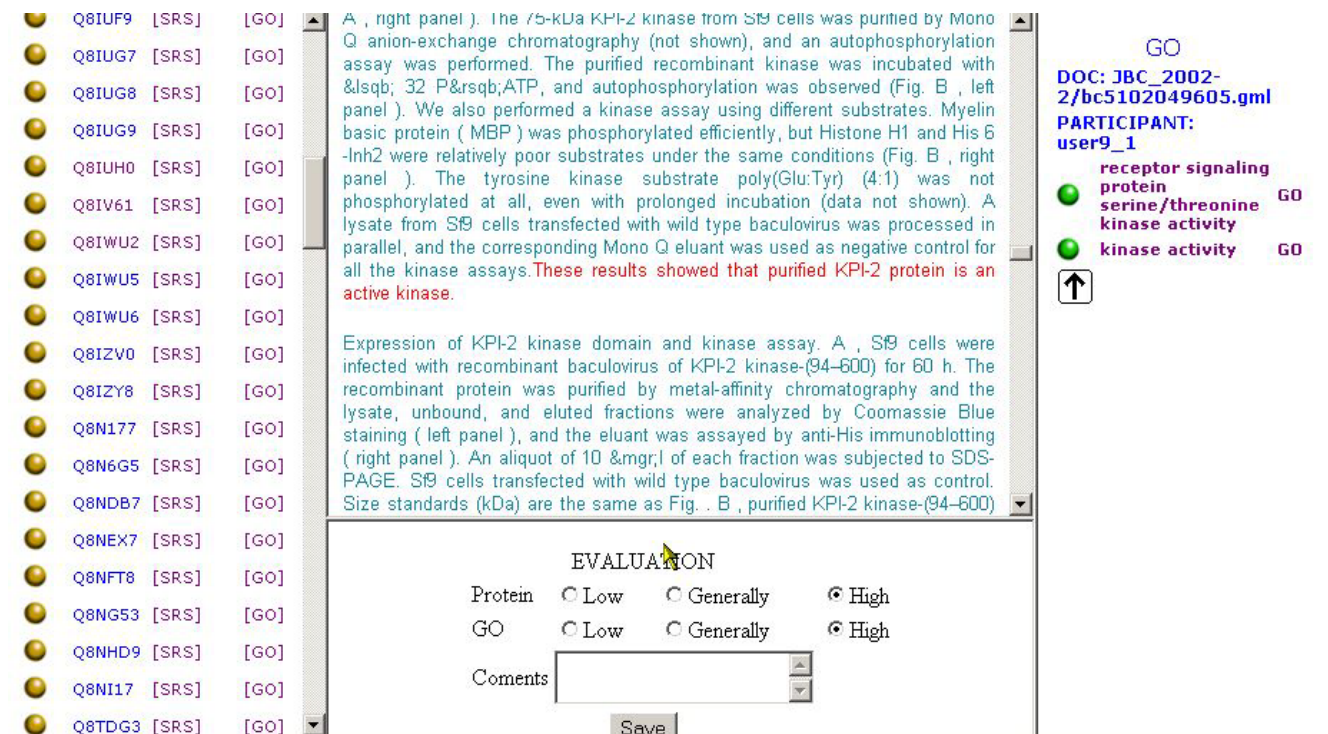 Q8IUF9 [SRS] [GO]
Q8IUG7 [SRS] [GO]
Q8IUG8 [SRS] [GO]
Q8IUG9 [SRS] [GO]
Q8IUH0 [SRS] [GO]
Q8IV61 [SRS] [GO]
Q8IWU2 [SRS] [GO]
Q8IWU5 [SRS] [GO]
Q8IWU6 [SRS] [GO]
Q8IZV0 [SRS] [GO]
Q8IZY8 [SRS] [GO]
Q8N177 [SRS] [GO]
Q8N6G5 [SRS] [GO]
Q8NDB7 [SRS] [GO]
Q8NEX7 [SRS] [GO]
Q8NFT8 [SRS] [GO]
Q8NG53 [SRS] [GO]
Q8NHD9 [SRS] [GO]
Q8NI17 [SRS] [GO]
Q8TDG3 [SRS] [GO]
A , right panel ). The 75-kDa KPI-2 kinase from Sf9 cells was purified by Mono
Q anion-exchange chromatography (not shown), and an autophosphorylation
assay was performed. The purified recombinant kinase was incubated with
&lsqb; 32 P&rsqb;ATP, and autophosphorylation was observed (Fig. B , left
panel ). We also performed a kinase assay using different substrates. Myelin
basic protein ( MBP ) was phosphorylated efficiently, but Histone H1 and His 6
-Inh2 were relatively poor substrates under the same conditions (Fig. B , right
panel ). The tyrosine kinase substrate poly(Glu:Tyr) (4:1) was not
phosphorylated at all, even with prolonged incubation (data not shown). A
lysate from Sf9 cells transfected with wild type baculovirus was processed in
parallel, and the corresponding Mono Q eluant was used as negative control for
all the kinase assays.These results showed that purified KPI-2 protein is an
active kinase.
Expression of KPI-2 kinase domain and kinase assay. A , Sf9 cells were
infected with recombinant baculovirus of KPI-2 kinase-(94–600) for 60 h. The
recombinant protein was purified by metal-affinity chromatography and the
lysate, unbound, and eluted fractions were analyzed by Coomassie Blue
staining ( left panel ), and the eluant was assayed by anti-His immunoblotting
( right panel ). An aliquot of 10 &mgr;l of each fraction was subjected to SDS-
PAGE. Sf9 cells transfected with wild type baculovirus was used as control.
Size standards (kDa) are the same as Fig. . B , purified KPI-2 kinase-(94–600)
EVALUATION
Protein Low Generally High
GO Low Generally High
Coments
Save
GO
DOC: JBC_2002-
2/bc5102049605.gml
PARTICIPANT:
user9_1
receptor signaling
protein
serine/threonine GO
kinase activity
kinase activity GO